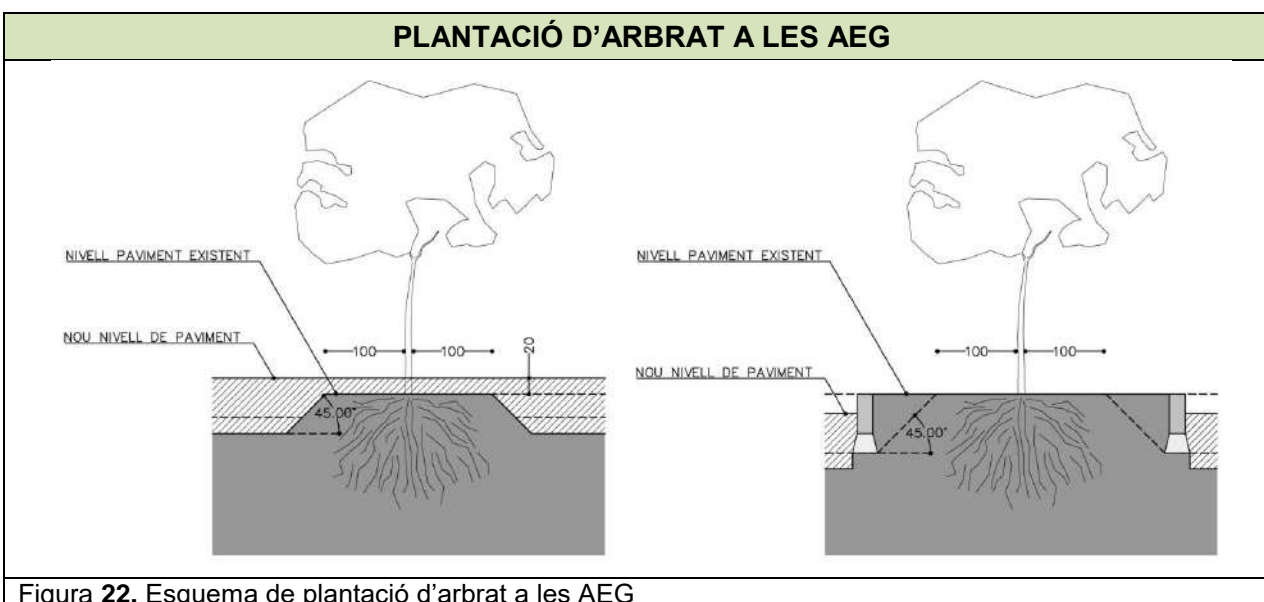 PLANTACIÓ D'ARBRAT A LES AEG
NIVELL PAVIMENT EXISTENT
NOU NIVELL DE PAVIMENT
100
100
20
45.00°
NIVELL PAVIMENT EXISTENT
NOU NIVELL DE PAVIMENT
100
100
45.00°
Figura 22. Esquema de plantació d'arbrat a les AEG